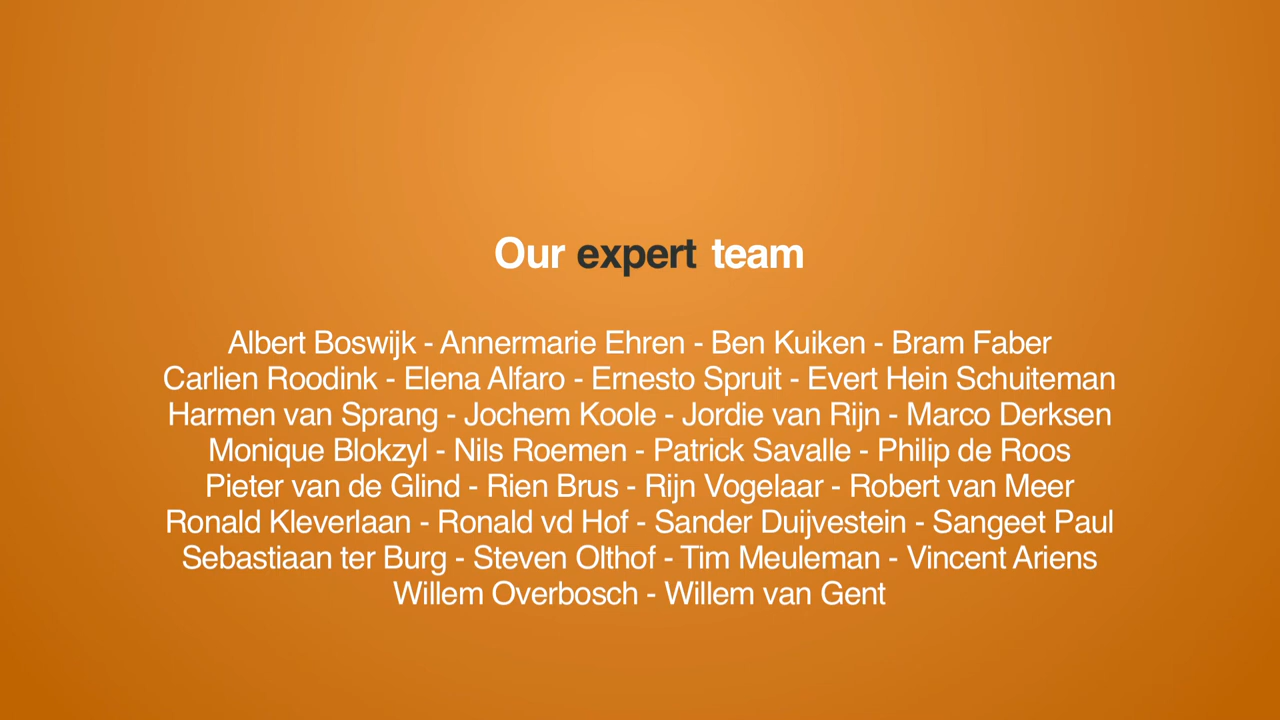 Our expert team
Albert Boswijk - Annermarie Ehren - Ben Kuiken - Bram Faber
Carlien Roodink - Elena Alfaro - Ernesto Spruit - Evert Hein Schuiteman
Harmen van Sprang - Jochem Koole - Jordie van Rijn - Marco Derksen
Monique Blokzyl - Nils Roemen - Patrick Savalle - Philip de Roos
Pieter van de Glind - Rien Brus - Rijn Vogelaar - Robert van Meer
Ronald Kleverlaan - Ronald vd Hof - Sander Duijvestein - Sangeet Paul
Sebastiaan ter Burg - Steven Olthof - Tim Meuleman - Vincent Ariens
Willem Overbosch - Willem van Gent